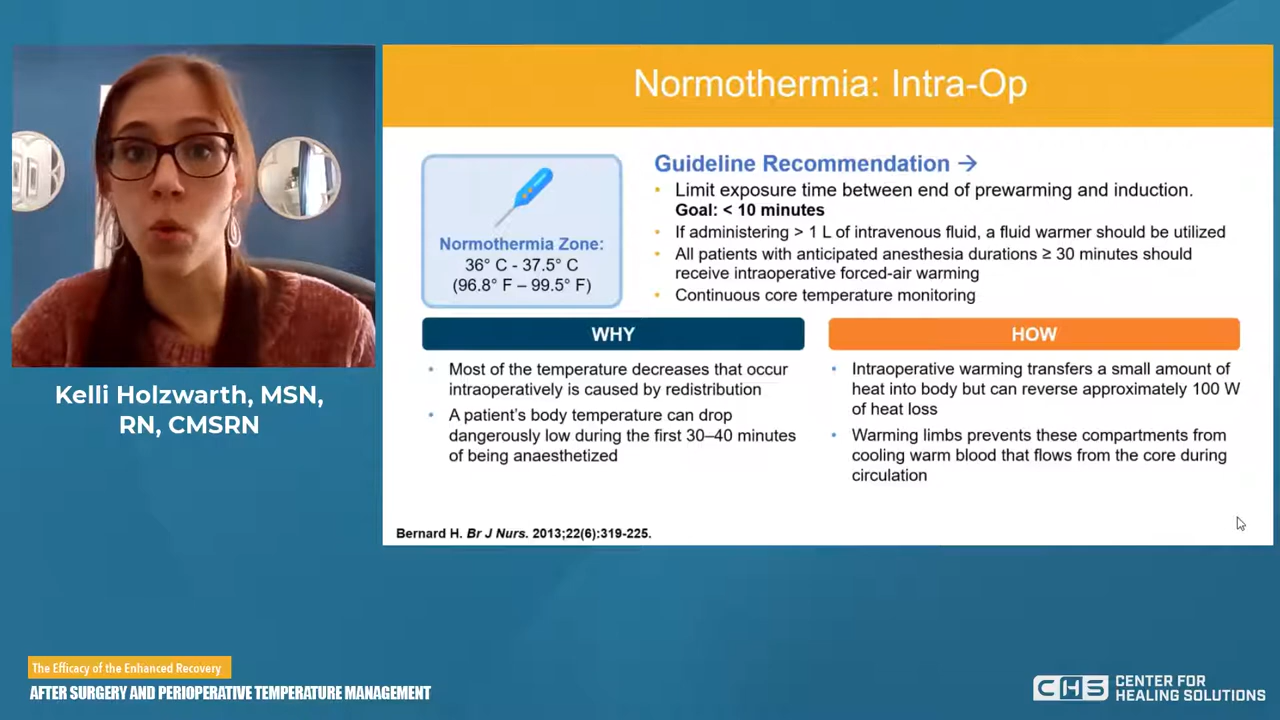 Normothermia: Intra-Op
Normothermia Zone:
36° C - 37.5° C
(96.8° F – 99.5° F)
Guideline Recommendation →
• Limit exposure time between end of prewarming and induction.
Goal: < 10 minutes
• If administering > 1 L of intravenous fluid, a fluid warmer should be utilized
• All patients with anticipated anesthesia durations ≥ 30 minutes should
receive intraoperative forced-air warming
• Continuous core temperature monitoring
WHY
• Most of the temperature decreases that occur
intraoperatively is caused by redistribution
• A patient's body temperature can drop
dangerously low during the first 30–40 minutes
of being anaesthetized
HOW
• Intraoperative warming transfers a small amount of
heat into body but can reverse approximately 100 W
of heat loss
• Warming limbs prevents these compartments from
cooling warm blood that flows from the core during
circulation
Bernard H. Br J Nurs. 2013;22(6):319-225.
Kelli Holzwarth, MSN,
RN, CMSRN
The Efficacy of the Enhanced Recovery
AFTER SURGERY AND PERIOPERATIVE TEMPERATURE MANAGEMENT
CHS
CENTER FOR
HEALING SOLUTIONS